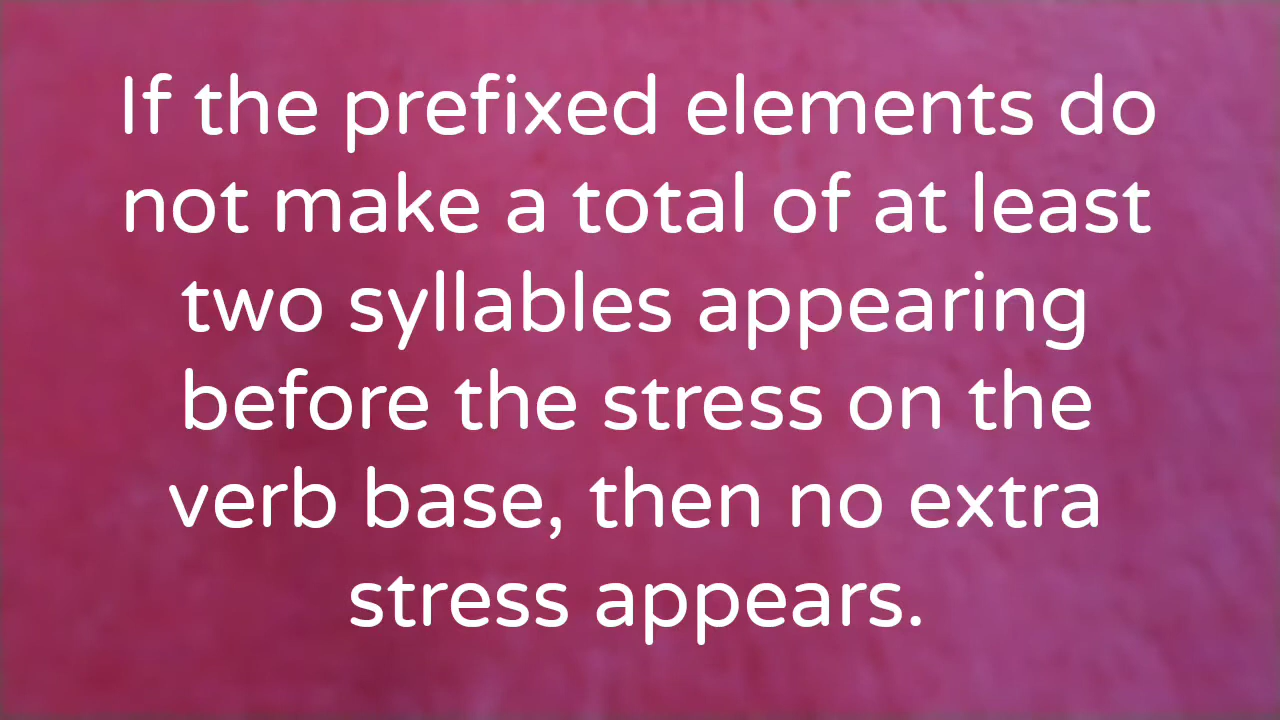 If the prefixed elements do
not make a total of at least
two syllables appearing
before the stress on the
verb base, then no extra
stress appears.